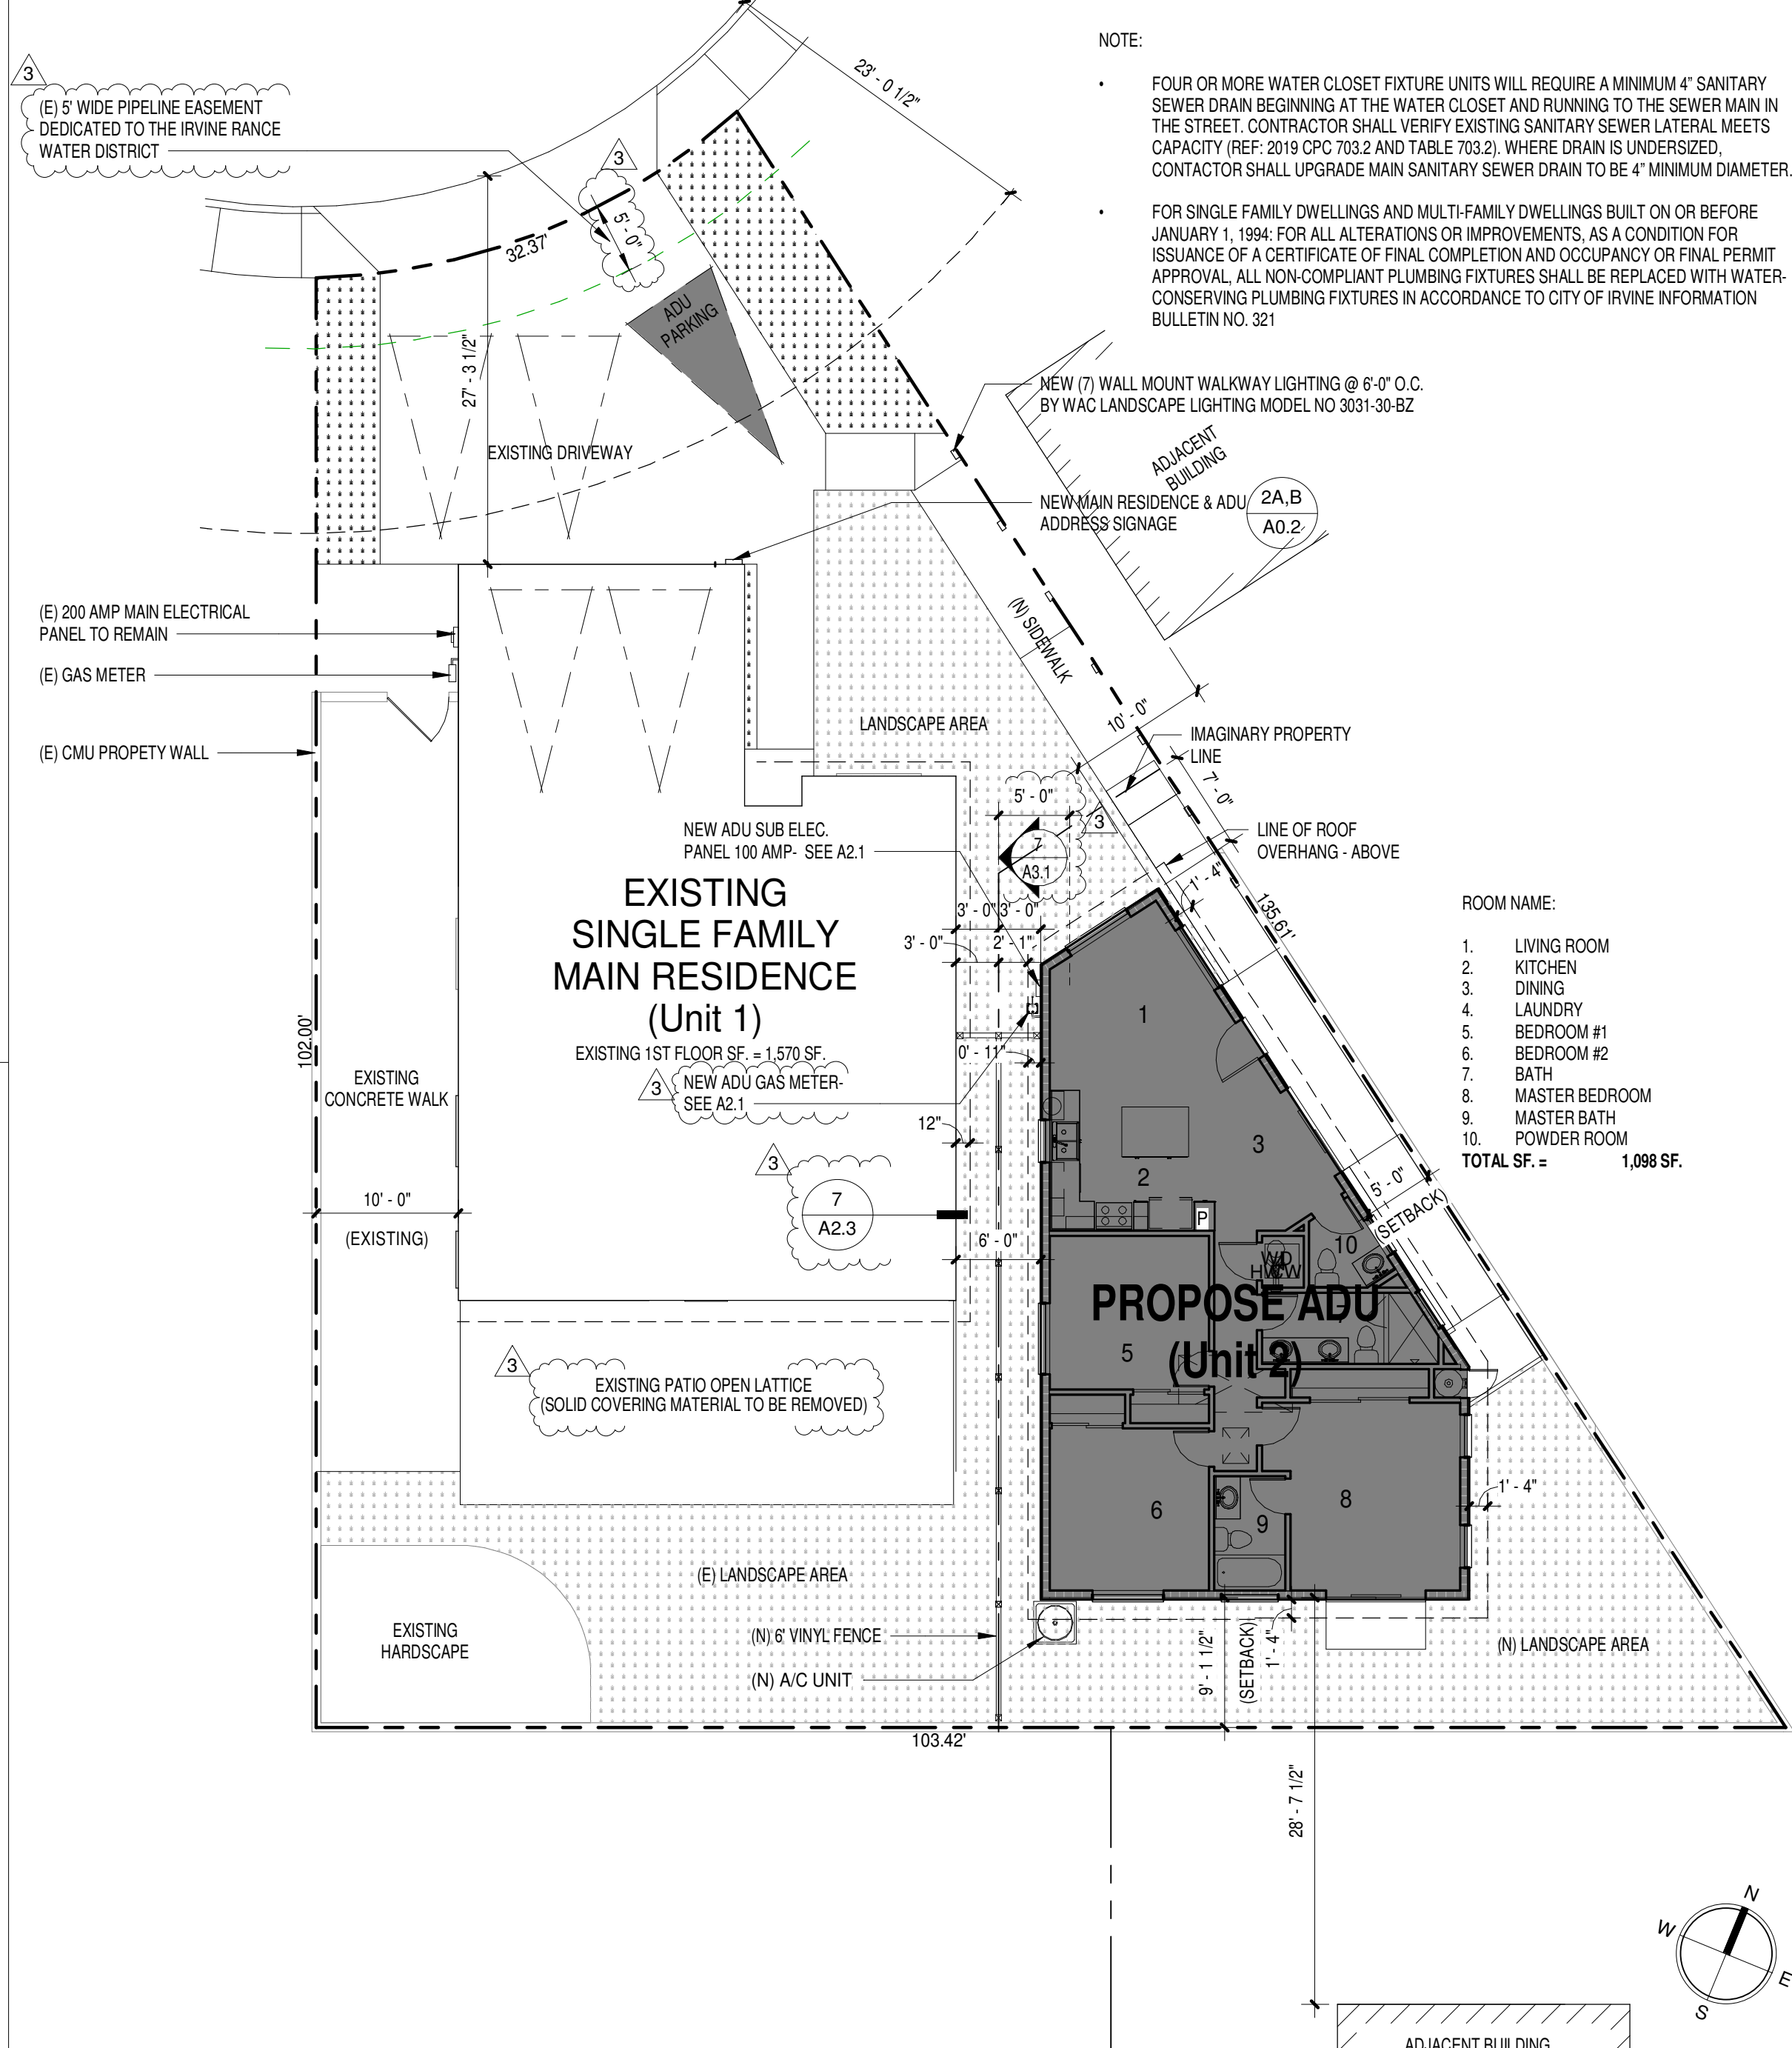 NOTE:
• FOUR OR MORE WATER CLOSET FIXTURE UNITS WILL REQUIRE A MINIMUM 4” SANITARY
SEWER DRAIN BEGINNING AT THE WATER CLOSET AND RUNNING TO THE SEWER MAIN IN
THE STREET. CONTRACTOR SHALL VERIFY EXISTING SANITARY SEWER LATERAL MEETS
CAPACITY (REF: 2019 CPC 703.2 AND TABLE 703.2). WHERE DRAIN IS UNDERSIZED,
CONTACTOR SHALL UPGRADE MAIN SANITARY SEWER DRAIN TO BE 4” MINIMUM DIAMETER.
• FOR SINGLE FAMILY DWELLINGS AND MULTI-FAMILY DWELLINGS BUILT ON OR BEFORE
JANUARY 1, 1994: FOR ALL ALTERATIONS OR IMPROVEMENTS, AS A CONDITION FOR
ISSUANCE OF A CERTIFICATE OF FINAL COMPLETION AND OCCUPANCY OR FINAL PERMIT
APPROVAL, ALL NON-COMPLIANT PLUMBING FIXTURES SHALL BE REPLACED WITH WATER-
CONSERVING PLUMBING FIXTURES IN ACCORDANCE TO CITY OF IRVINE INFORMATION
BULLETIN NO. 321
3
(E) 5' WIDE PIPELINE EASEMENT
DEDICATED TO THE IRVINE RANCE
WATER DISTRICT
23' - 0 1/2"
3
5' - 0"
32.37'
ADU
PARKING
27' - 3 1/2"
EXISTING DRIVEWAY
NEW (7) WALL MOUNT WALKWAY LIGHTING @ 6'-0" O.C.
BY WAC LANDSCAPE LIGHTING MODEL NO 3031-30-BZ
ADJACENT
BUILDING
NEW MAIN RESIDENCE & ADU
ADDRESS SIGNAGE
2A,B
A0.2
(N) SIDEWALK
(E) 200 AMP MAIN ELECTRICAL
PANEL TO REMAIN
(E) GAS METER
(E) CMU PROPETY WALL
LANDSCAPE AREA
10' - 0"
IMAGINARY PROPERTY
LINE
7' - 0"
5' - 0"
3
7
A3.1
NEW ADU SUB ELEC.
PANEL 100 AMP- SEE A2.1
LINE OF ROOF
OVERHANG - ABOVE
1' - 4"
135.61'
EXISTING
SINGLE FAMILY
MAIN RESIDENCE
(Unit 1)
EXISTING 1ST FLOOR SF. = 1,570 SF.
3' - 0"
3' - 0"
3' - 0"
2' - 1"
0' - 11"
3
NEW ADU GAS METER-
SEE A2.1
12"
102.00'
EXISTING
CONCRETE WALK
10' - 0"
(EXISTING)
3
7
A2.3
6' - 0"
ROOM NAME:
1. LIVING ROOM
2. KITCHEN
3. DINING
4. LAUNDRY
5. BEDROOM #1
6. BEDROOM #2
7. BATH
8. MASTER BEDROOM
9. MASTER BATH
10. POWDER ROOM
TOTAL SF. = 1,098 SF.
1
3
2
P
10
5' - 0"
(SETBACK)
PROPOSE ADU
(Unit 2)
5
6
9
8
1' - 4"
3
EXISTING PATIO OPEN LATTICE
(SOLID COVERING MATERIAL TO BE REMOVED)
(E) LANDSCAPE AREA
EXISTING
HARDSCAPE
(N) 6' VINYL FENCE
(N) A/C UNIT
9' - 1 1/2"
(SETBACK)
1' - 4"
(N) LANDSCAPE AREA
103.42'
28' - 7 1/2"
N
W
E
S
ADJACENT BUILDING